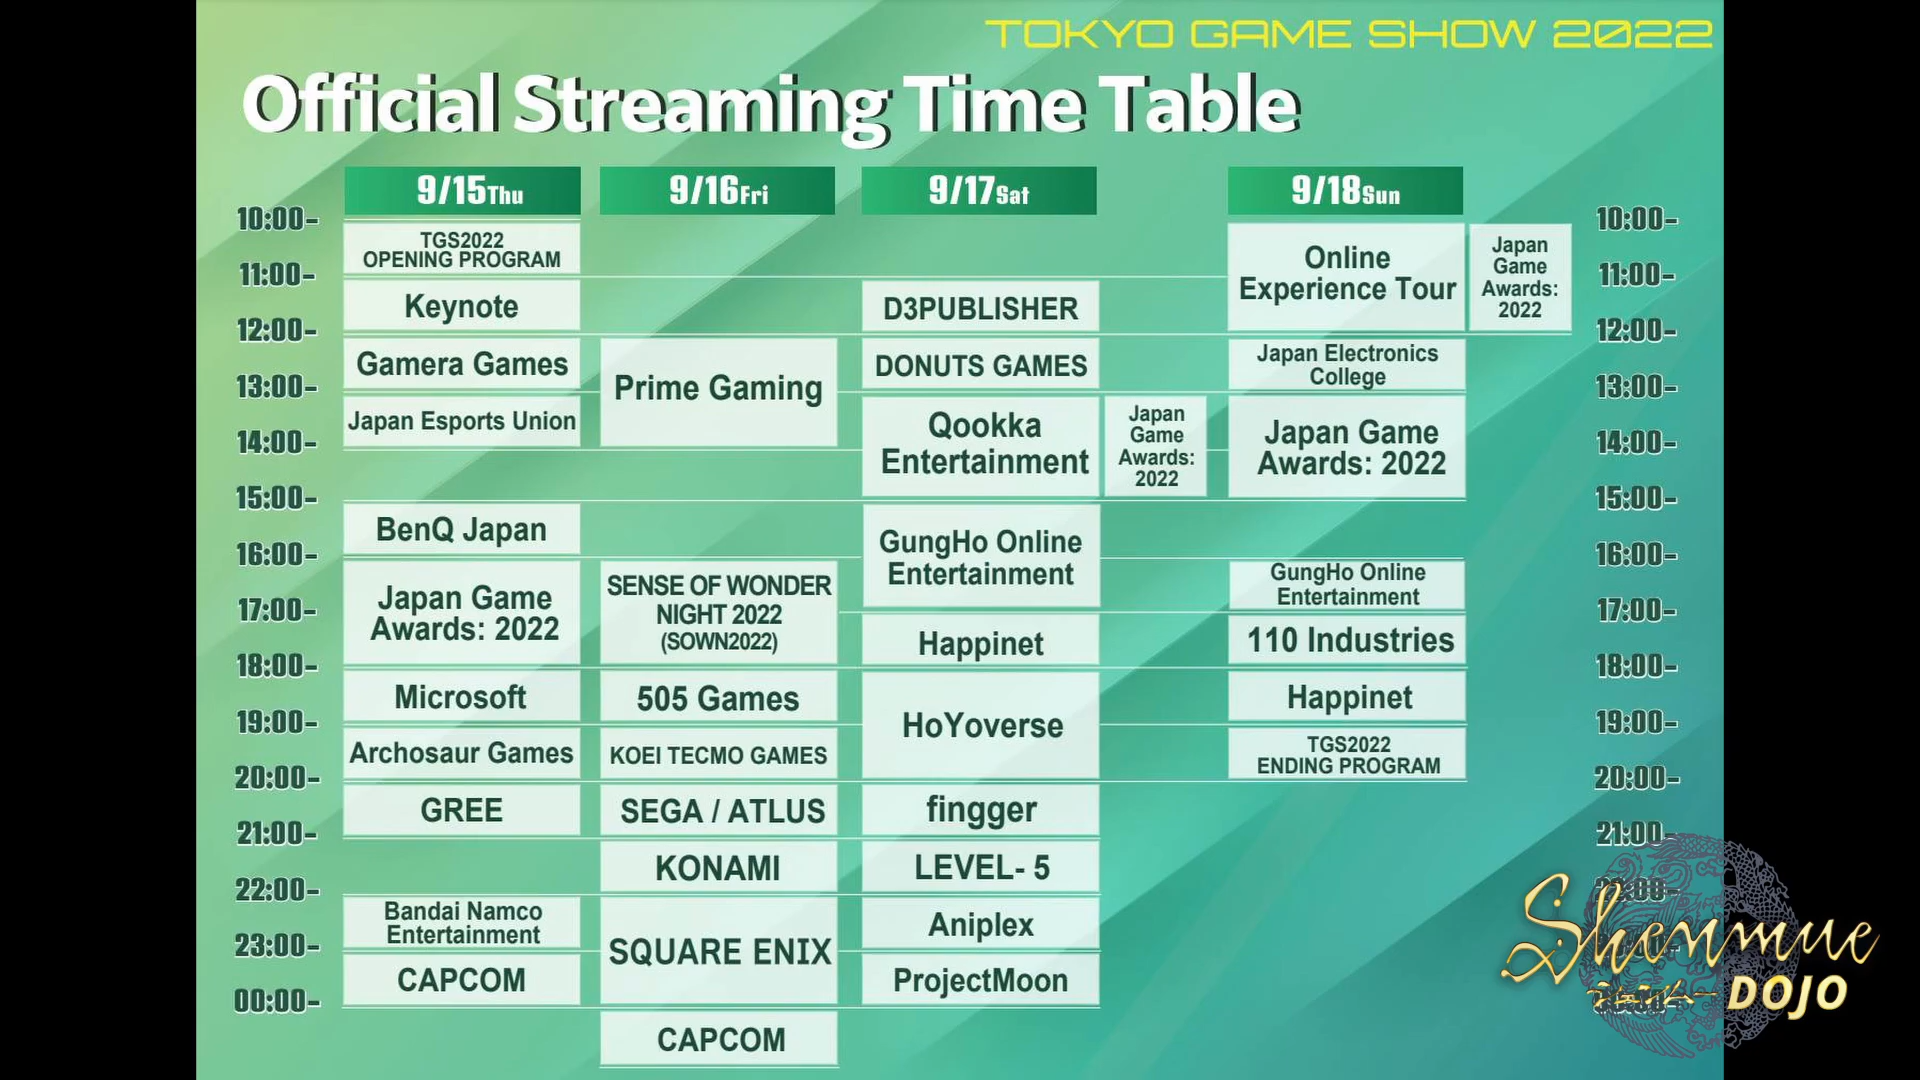 TOKYO GAME SHOW 2022
Official Streaming Time Table
9/15Thu
9/16Fri
9/17Sat
9/18Sun
10:00-
11:00-
12:00-
13:00-
14:00-
15:00-
16:00-
17:00-
18:00-
19:00-
20:00-
21:00-
22:00-
23:00-
00:00-
TGS2022
OPENING PROGRAM
Keynote
Gamera Games
Japan Esports Union
BenQ Japan
Japan Game
Awards: 2022
Microsoft
Archosaur Games
GREE
Bandai Namco
Entertainment
CAPCOM
Prime Gaming
SENSE OF WONDER
NIGHT 2022
(SOWN2022)
505 Games
KOEI TECMO GAMES
SEGA / ATLUS
KONAMI
SQUARE ENIX
CAPCOM
D3PUBLISHER
DONUTS GAMES
Qookka
Entertainment
Japan
Game
Awards:
2022
GungHo Online
Entertainment
Happinet
HoYoverse
fingger
LEVEL- 5
Aniplex
ProjectMoon
Online
Experience Tour
Japan
Game
Awards:
2022
Japan Electronics
College
Japan Game
Awards: 2022
GungHo Online
Entertainment
110 Industries
Happinet
TGS2022
ENDING PROGRAM
10:00-
11:00-
12:00-
13:00-
14:00-
15:00-
16:00-
17:00-
18:00-
19:00-
20:00-
21:00-
22:00-
Shenmue
DOJO